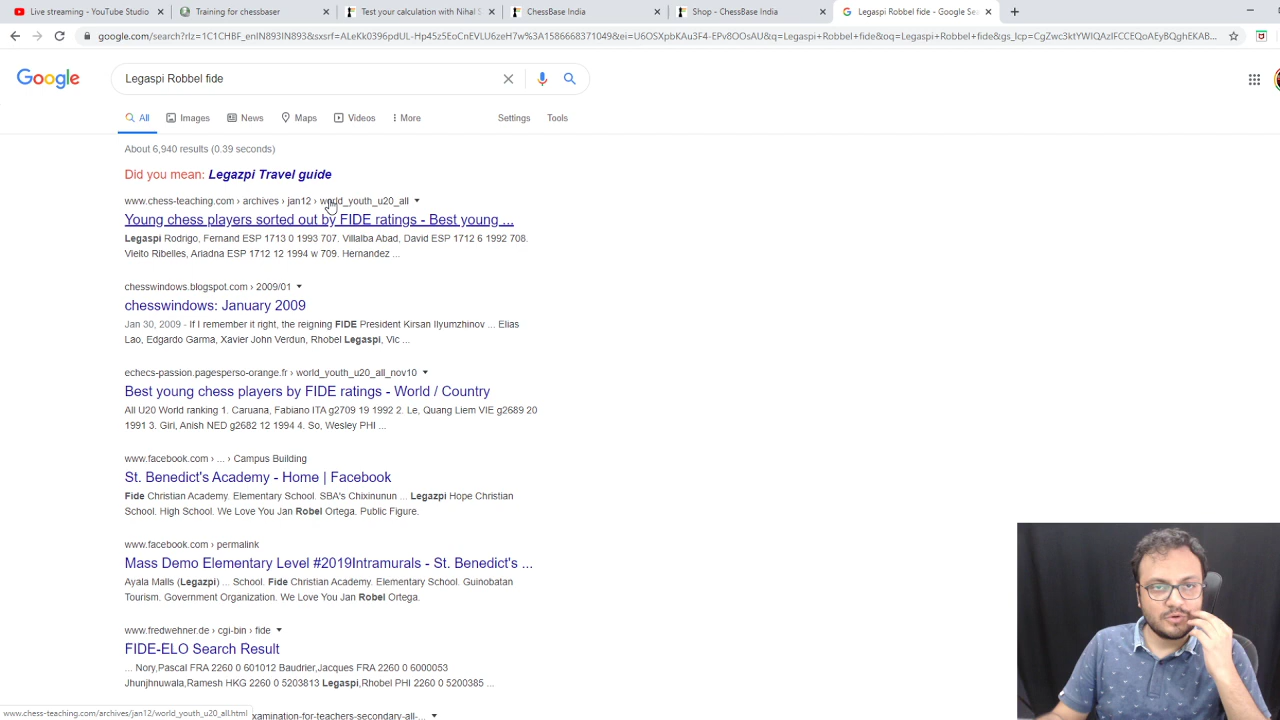 Live streaming - YouTube Studio
Training for chessbaser
Test your calculation with Nihal S
ChessBase India
Shop - ChessBase India
Legaspi Robbel fide - Google Sea
google.com/search?rlz=1C1CHBF_enIN893IN893&sxsrf=ALeKk0396pdUL-Hp45z5EoCnEVLU6zeH7w%3A1586668371049&ei=U6OSXpbKAu3F4-EPv8OOsAU&q=Legaspi+Robbel+fide&oq=Legaspi+Robbel+fide&gs_lcp=CgZwc3ktYWIQAzIFCCEQoAEyBQghEKAB...
Google
Legaspi Robbel fide
All
Images
News
Maps
Videos
More
Settings
Tools
About 6,940 results (0.39 seconds)
Did you mean: Legazpi Travel guide
www.chess-teaching.com › archives › jan12 › world_youth_u20_all
Young chess players sorted out by FIDE ratings - Best young ...
Legaspi Rodrigo, Fernand ESP 1713 0 1993 707. Villalba Abad, David ESP 1712 6 1992 708.
Vieito Ribelles, Ariadna ESP 1712 12 1994 w 709. Hernandez ...
chesswindows.blogspot.com › 2009/01
chesswindows: January 2009
Jan 30, 2009 - If I remember it right, the reigning FIDE President Kirsan Ilyumzhinov ... Elias
Lao, Edgardo Garma, Xavier John Verdun, Rhobel Legaspi, Vic ...
echecs-passion.pagesperso-orange.fr › world_youth_u20_all_nov10
Best young chess players by FIDE ratings - World / Country
All U20 World ranking 1. Caruana, Fabiano ITA g2709 19 1992 2. Le, Quang Liem VIE g2689 20
1991 3. Giri, Anish NED g2682 12 1994 4. So, Wesley PHI ...
www.facebook.com › ... › Campus Building
St. Benedict's Academy - Home | Facebook
Fide Christian Academy. Elementary School. SBA's Chixinunun ... Legazpi Hope Christian
School. High School. We Love You Jan Robel Ortega. Public Figure.
www.facebook.com › permalink
Mass Demo Elementary Level #2019Intramurals - St. Benedict's ...
Ayala Malls (Legazpi) ... School. Fide Christian Academy. Elementary School. Guinobatan
Tourism. Government Organization. We Love You Jan Robel Ortega.
www.fredwehner.de › cgi-bin › fide
FIDE-ELO Search Result
... Nory,Pascal FRA 2260 0 601012 Baudrier,Jacques FRA 2260 0 6000053
Jhunjhnuwala,Ramesh HKG 2260 0 5203813 Legaspi,Rhobel PHI 2260 0 5200385 ...
www.chess-teaching.com/archives/jan12/world_youth_u20_all.html
xamination-for-teachers-secondary-all-...